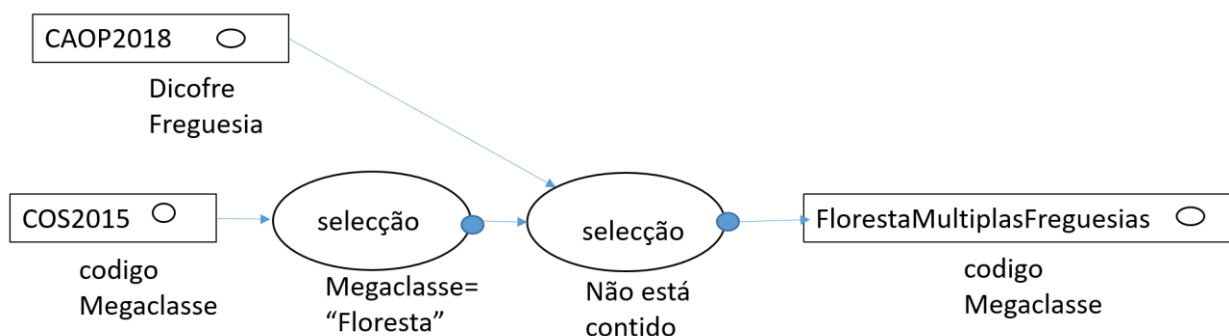 CAOP2018
Dicofre
Freguesia
COS2015
codigo
Megaclasse
selecção
Megaclasse=
“Floresta”
selecção
Não está
contido
FlorestaMultiplasFreguesias
codigo
Megaclasse